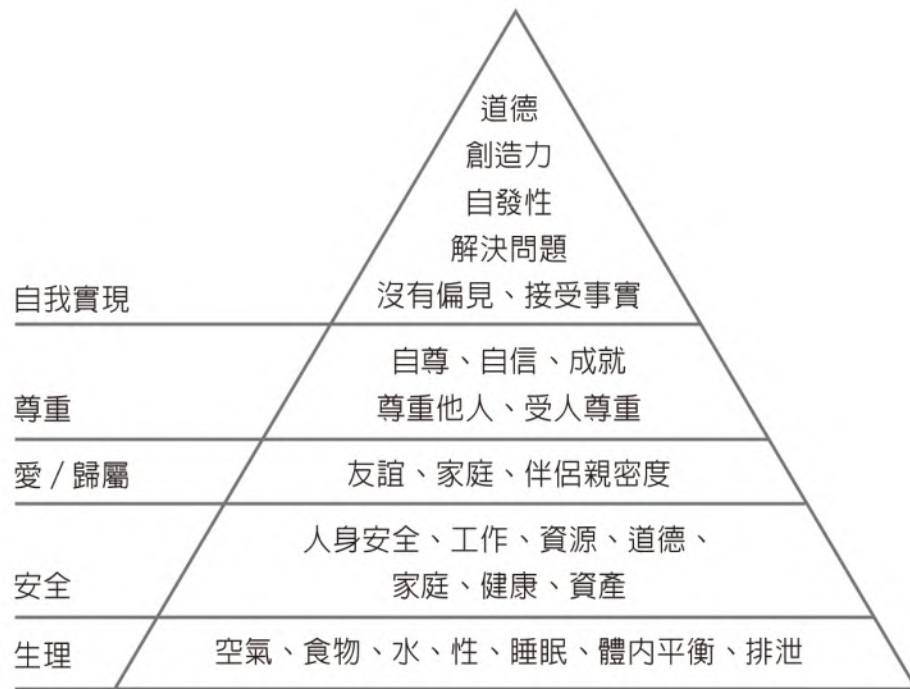 道德
創造力
自發性
解決問題
自我實現
沒有偏見、接受事實
自尊、自信、成就
尊重
尊重他人、受人尊重
愛 / 歸屬
友誼、家庭、伴侶親密度
人身安全、工作、資源、道德、
安全
家庭、健康、資產
生理
空氣、食物、水、性、睡眠、體內平衡、排泄